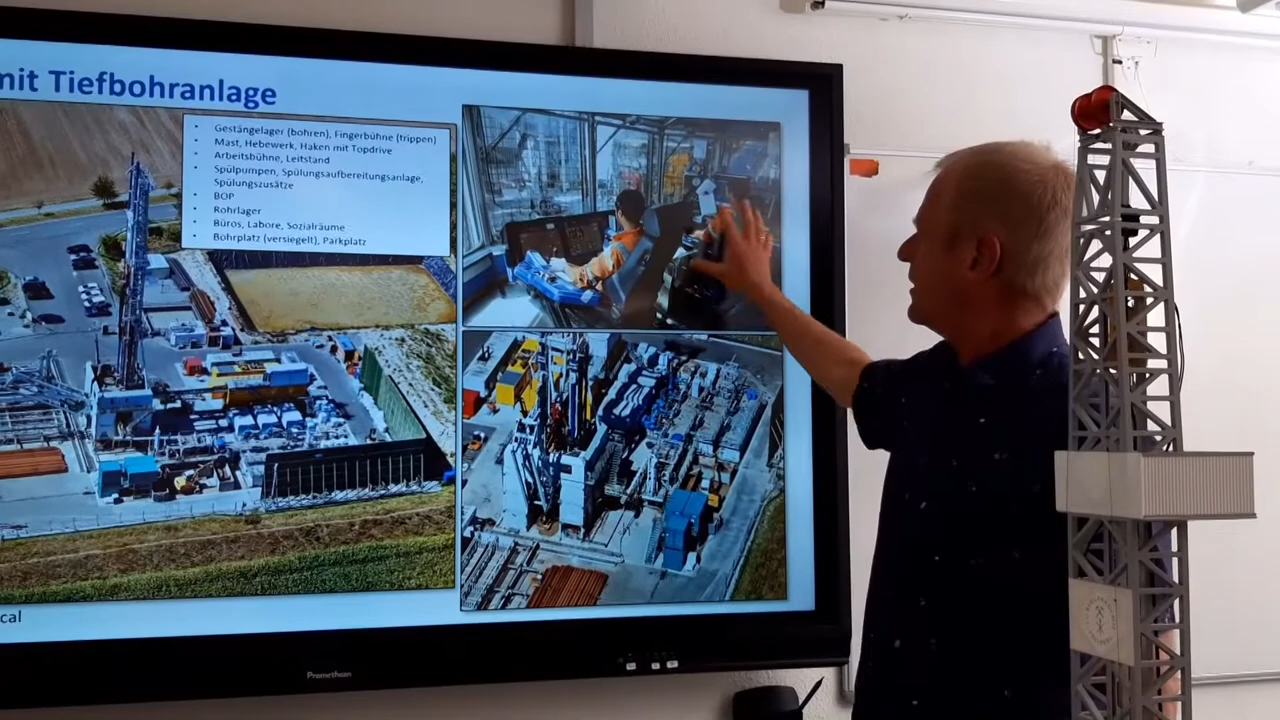 mit Tiefbohranlage
• Gestängelager (bohren), Fingerbühne (trippen)
• Mast, Hebewerk, Haken mit Topdrive
• Arbeitsbühne, Leitstand
• Spülpumpen, Spülungsaufbereitungsanlage,
Spülungszusätze
• BOP
• Rohrlager
• Büros, Labore, Sozialräume
• Bohrplatz (versiegelt), Parkplatz
cal
Promethean